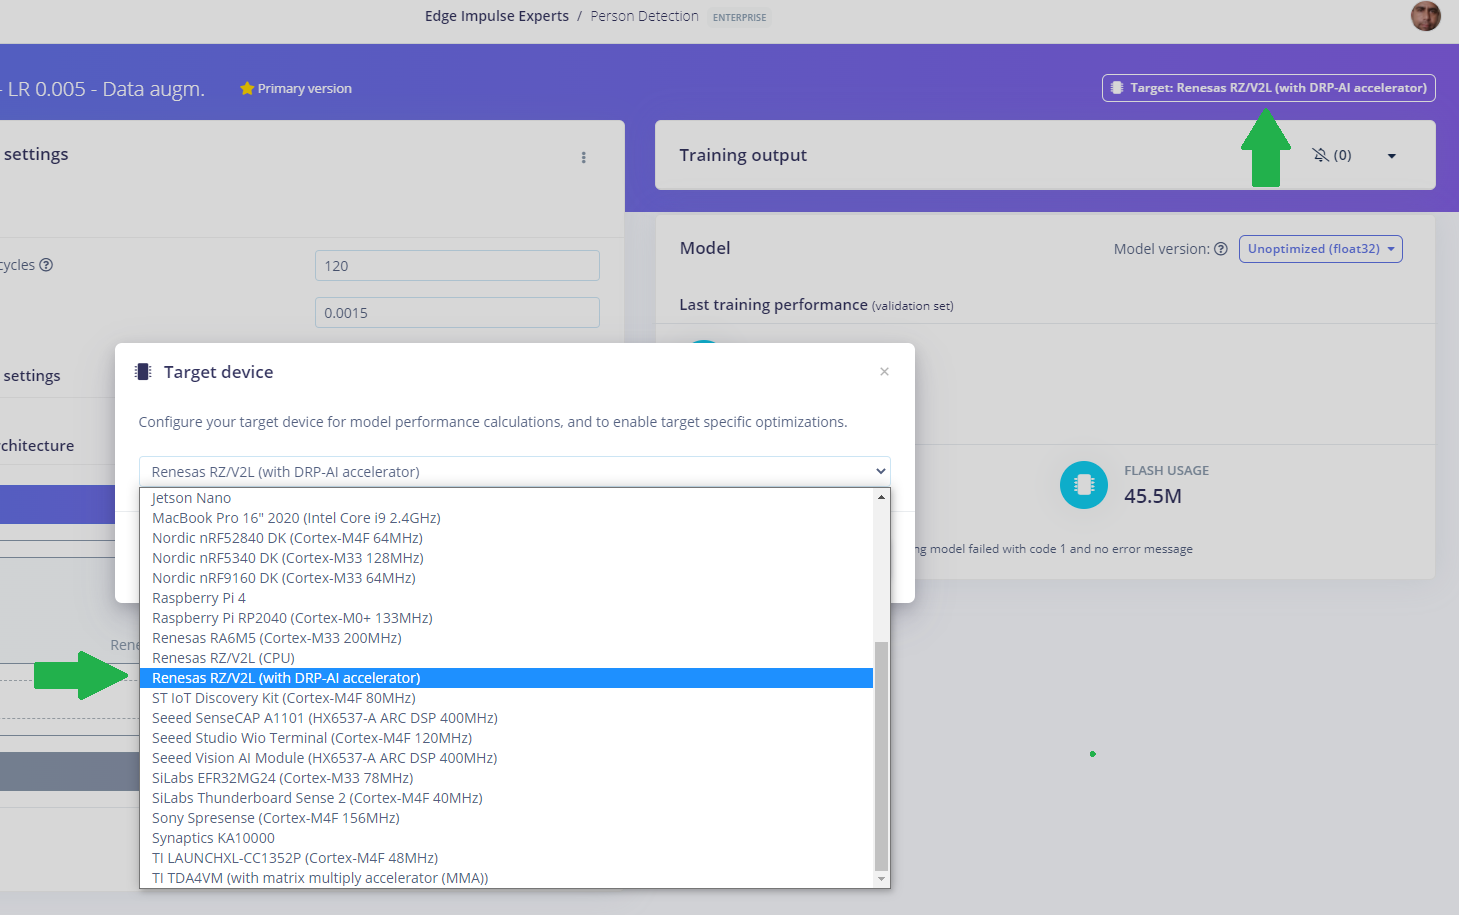 Edge Impulse Experts / Person Detection ENTERPRISE
- LR 0.005 - Data augm. Primary version
Target: Renesas RZ/V2L (with DRP-AI accelerator)
settings
Training output
(0)
Model
Model version: Unoptimized (float32)
cycles
120
0.0015
Last training performance (validation set)
settings
Target device
×
Configure your target device for model performance calculations, and to enable target specific optimizations.
Renesas RZ/V2L (with DRP-AI accelerator)
Jetson Nano
MacBook Pro 16" 2020 (Intel Core i9 2.4GHz)
Nordic nRF52840 DK (Cortex-M4F 64MHz)
Nordic nRF5340 DK (Cortex-M33 128MHz)
Nordic nRF9160 DK (Cortex-M33 64MHz)
Raspberry Pi 4
Raspberry Pi RP2040 (Cortex-M0+ 133MHz)
Renesas RA6M5 (Cortex-M33 200MHz)
Renesas RZ/V2L (CPU)
Renesas RZ/V2L (with DRP-AI accelerator)
ST IoT Discovery Kit (Cortex-M4F 80MHz)
Seeed SenseCAP A1101 (HX6537-A ARC DSP 400MHz)
Seeed Studio Wio Terminal (Cortex-M4F 120MHz)
Seeed Vision AI Module (HX6537-A ARC DSP 400MHz)
SiLabs EFR32MG24 (Cortex-M33 78MHz)
SiLabs Thunderboard Sense 2 (Cortex-M4F 40MHz)
Sony Spresense (Cortex-M4F 156MHz)
Synaptics KA10000
TI LAUNCHXL-CC1352P (Cortex-M4F 48MHz)
TI TDA4VM (with matrix multiply accelerator (MMA))
chitecture
Rene
FLASH USAGE
45.5M
ng model failed with code 1 and no error message